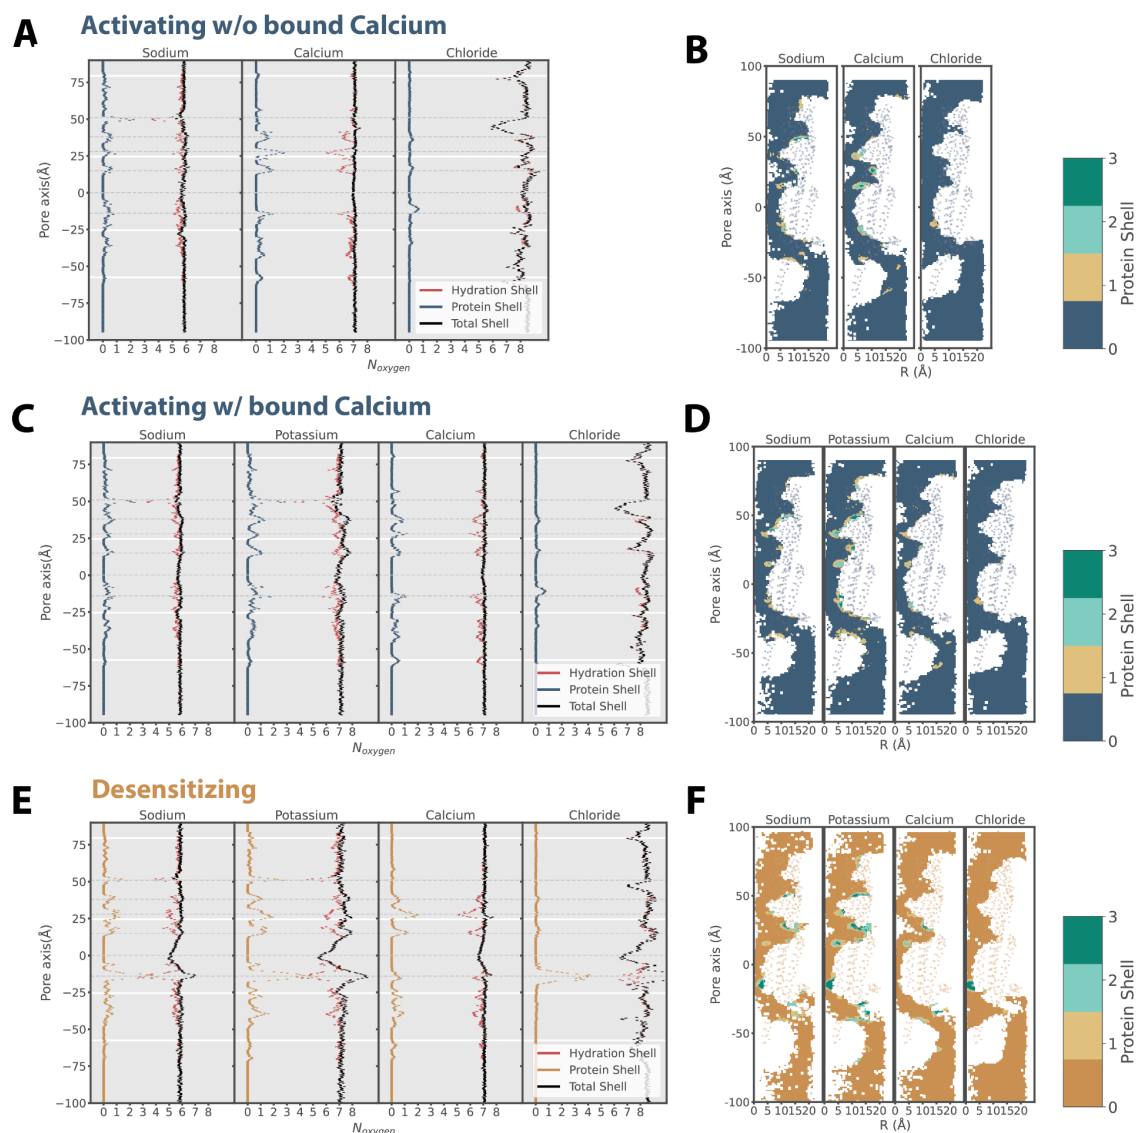 A
Activating w/o bound Calcium
Sodium Calcium Chloride
Pore axis(Å)
75
50
25
0
−25
−50
−75
−100
0 1 2 3 4 5 6 7 8 0 1 2 3 4 5 6 7 8 0 1 2 3 4 5 6 7 8
Noxygen
Hydration Shell
Protein Shell
Total Shell
B
Sodium Calcium Chloride
Pore axis (Å)
100
50
0
-50
-100
0 5 101520 0 5 101520 0 5 101520
R (Å)
3
2
1
0
Protein Shell
C
Activating w/ bound Calcium
Sodium Potassium Calcium Chloride
Pore axis(Å)
75
50
25
0
−25
−50
−75
−100
0 1 2 3 4 5 6 7 8 0 1 2 3 4 5 6 7 8 0 1 2 3 4 5 6 7 8 0 1 2 3 4 5 6 7 8
Noxygen
Hydration Shell
Protein Shell
Total Shell
D
Sodium Potassium Calcium Chloride
Pore axis (Å)
100
50
0
-50
-100
0 5 101520 0 5 101520 0 5 101520 0 5 101520
R (Å)
3
2
1
0
Protein Shell
E
Desensitizing
Sodium Potassium Calcium Chloride
Pore axis(Å)
75
50
25
0
−25
−50
−75
−100
0 1 2 3 4 5 6 7 8 0 1 2 3 4 5 6 7 8 0 1 2 3 4 5 6 7 8 0 1 2 3 4 5 6 7 8
Noxygen
Hydration Shell
Protein Shell
Total Shell
F
Sodium Potassium Calcium Chloride
Pore axis (Å)
100
50
0
-50
-100
0 5 101520 0 5 101520 0 5 101520 0 5 101520
R (Å)
3
2
1
0
Protein Shell